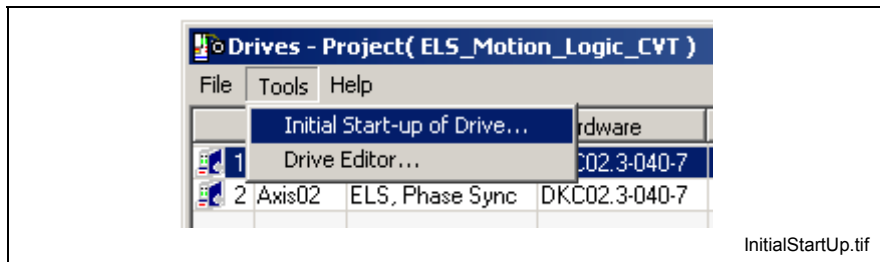 Drives - Project( ELS_Motion_Logic_CVT )
File Tools Help
Initial Start-up of Drive... rdware
1 Drive Editor... C02.3-040-7
2 Axis02 ELS, Phase Sync DKC02.3-040-7
InitialStartUp.tif